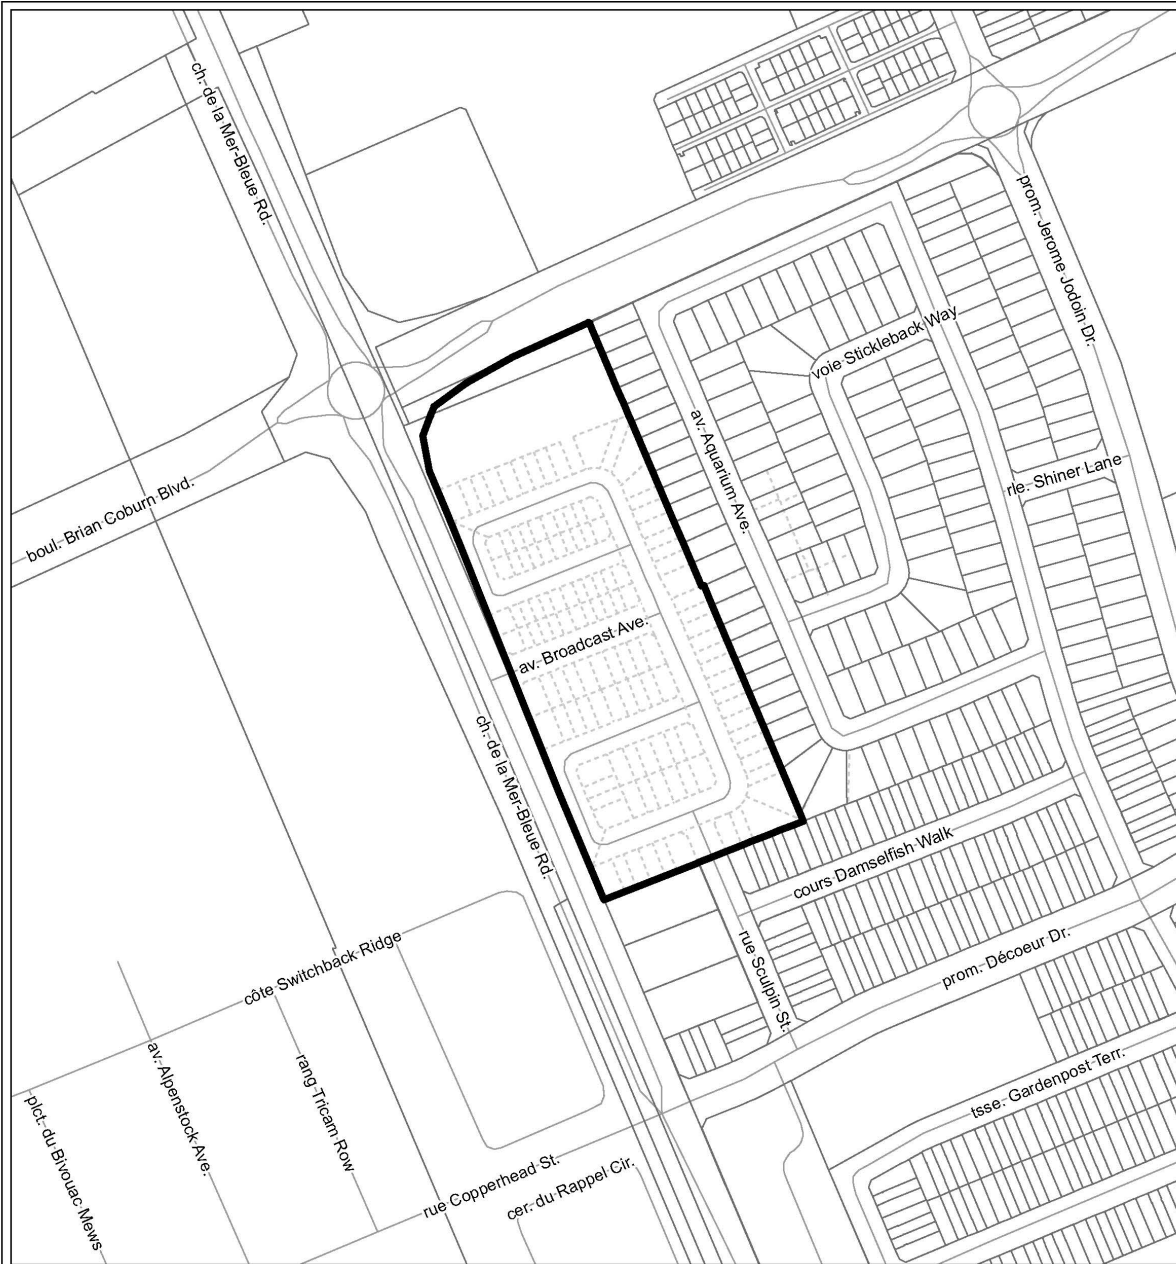 ch. de la Mer-Bleue Rd.
prom. Jerome Jodoin Dr.
voie Stickleback Way
av. Aquarium Ave.
rle. Shiner Lane
boul. Brian Coburn Blvd.
av. Broadcast Ave.
ch. de la Mer-Bleue Rd.
cours Damselfish Walk
rue Sculpin St.
prom. Décoeur Dr.
côte Switchback Ridge
av. Alpenstock Ave.
rang Tricam Row
tsse. Gardenpost Terr.
plct. du Bivouac Mews
rue Copperhead St.
cer. du Rappel Cir.